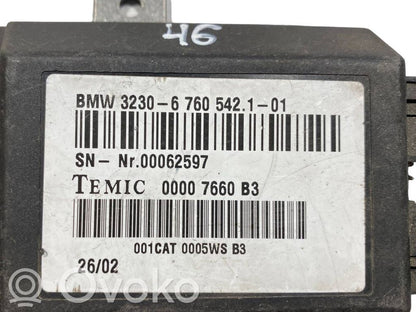 46
BMW 3230-6 760 542.1-01
SN- Nr.00062597
TEMIC 0000 7660 B3
001CAT 0005WS B3
26/02
OVOKO